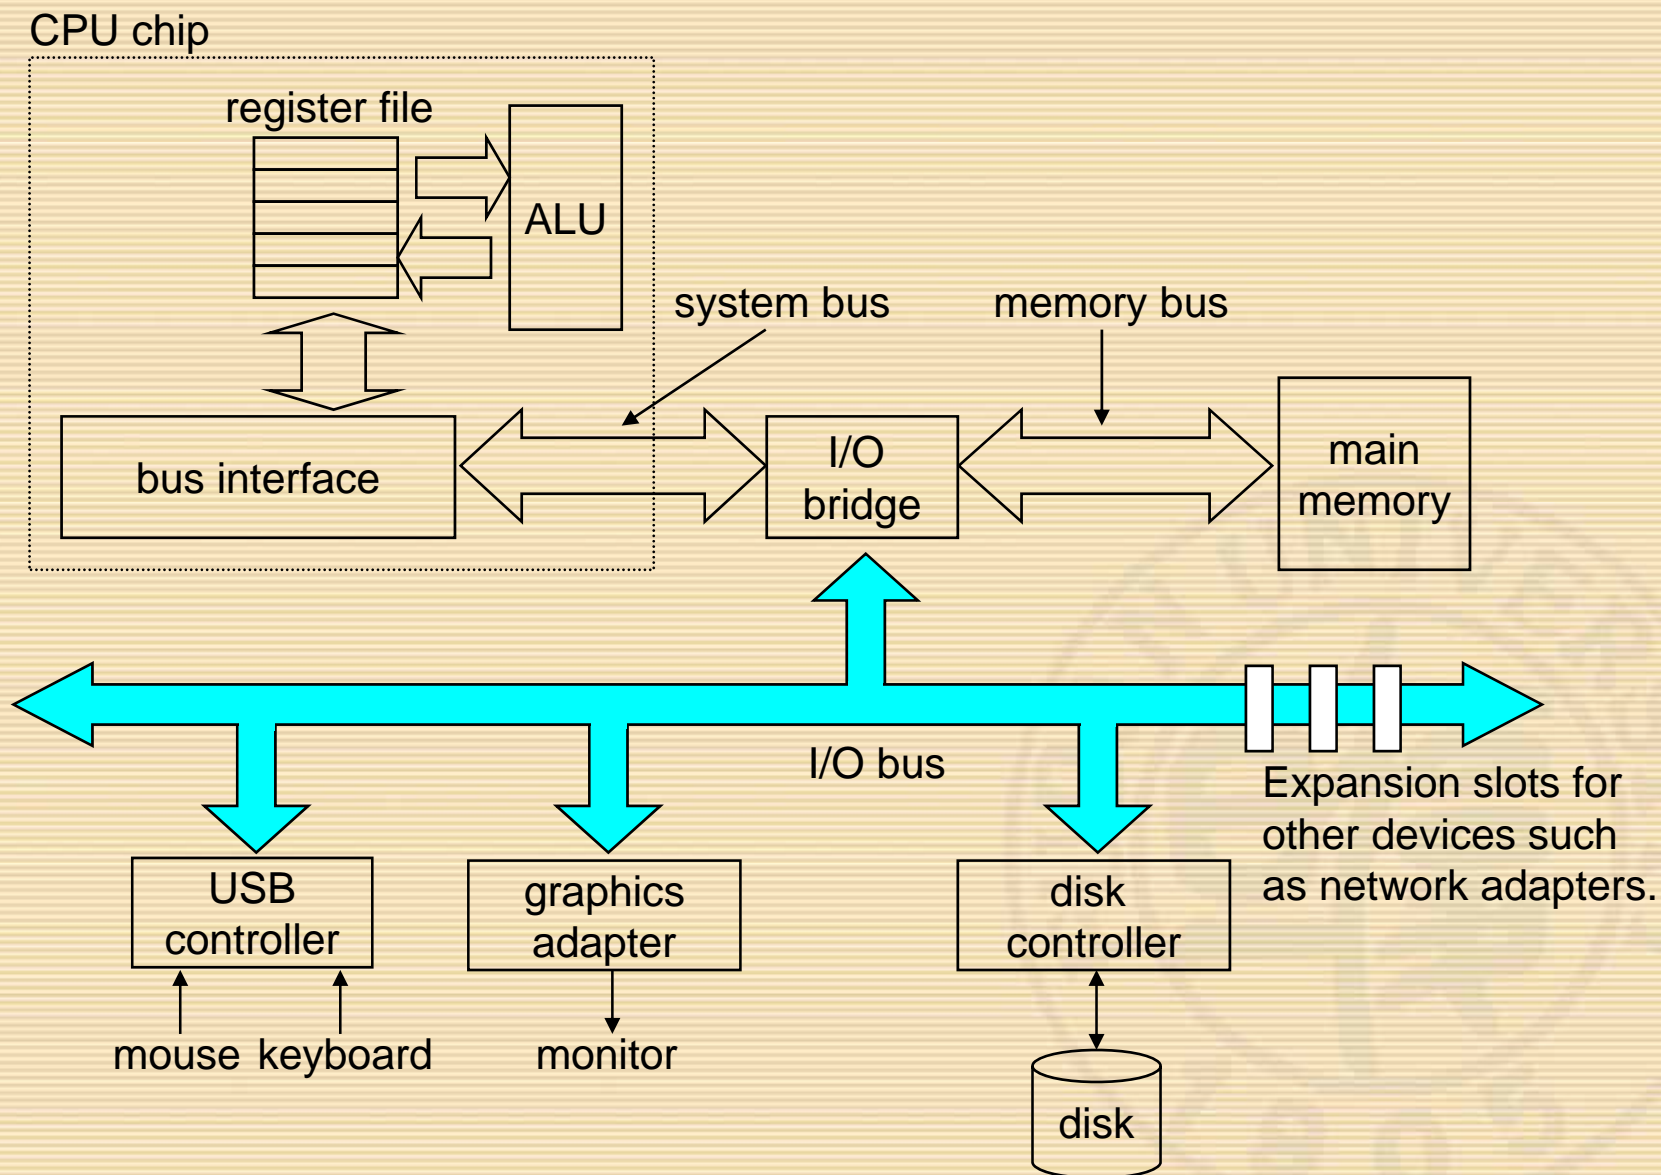 CPU chip
register file
ALU
system bus
memory bus
bus interface
I/O
bridge
main
memory
I/O bus
Expansion slots for
other devices such
as network adapters.
USB
controller
graphics
adapter
disk
controller
mouse
keyboard
monitor
disk